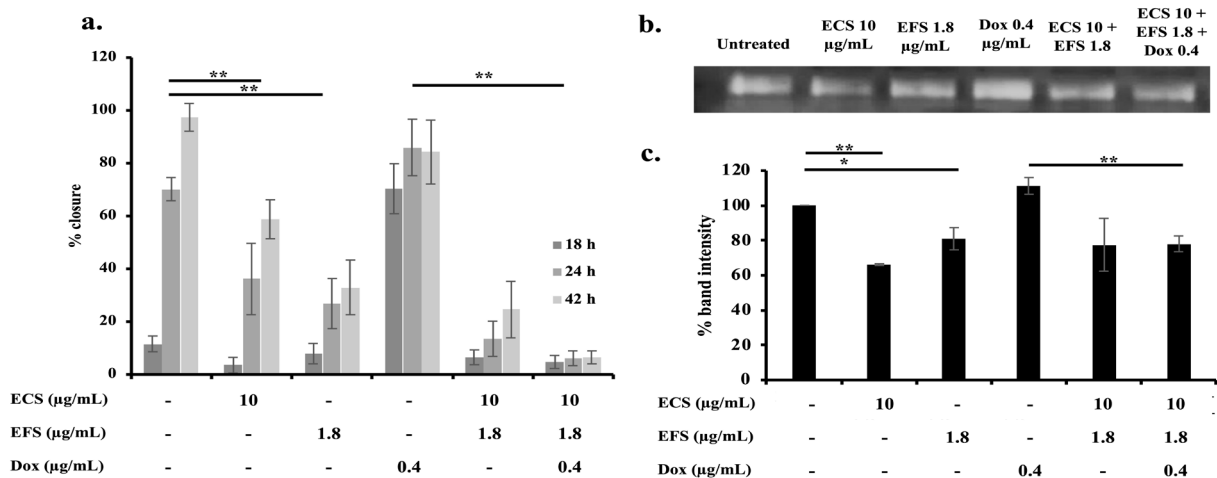 a.
% closure
120
100
80
60
40
20
0
**
**
**
18 h
24 h
42 h
ECS (µg/mL) - 10 - - 10 10
EFS (µg/mL) - - 1.8 - 1.8 1.8
Dox (µg/mL) - - - 0.4 - 0.4
b.
Untreated
ECS 10
µg/mL
EFS 1.8
µg/mL
Dox 0.4
µg/mL
ECS 10 +
EFS 1.8
ECS 10 +
EFS 1.8 +
Dox 0.4
c.
% band intensity
120
100
80
60
40
20
0
**
*
**
ECS (µg/mL) - 10 - - 10 10
EFS (µg/mL) - - 1.8 - 1.8 1.8
Dox (µg/mL) - - - 0.4 - 0.4